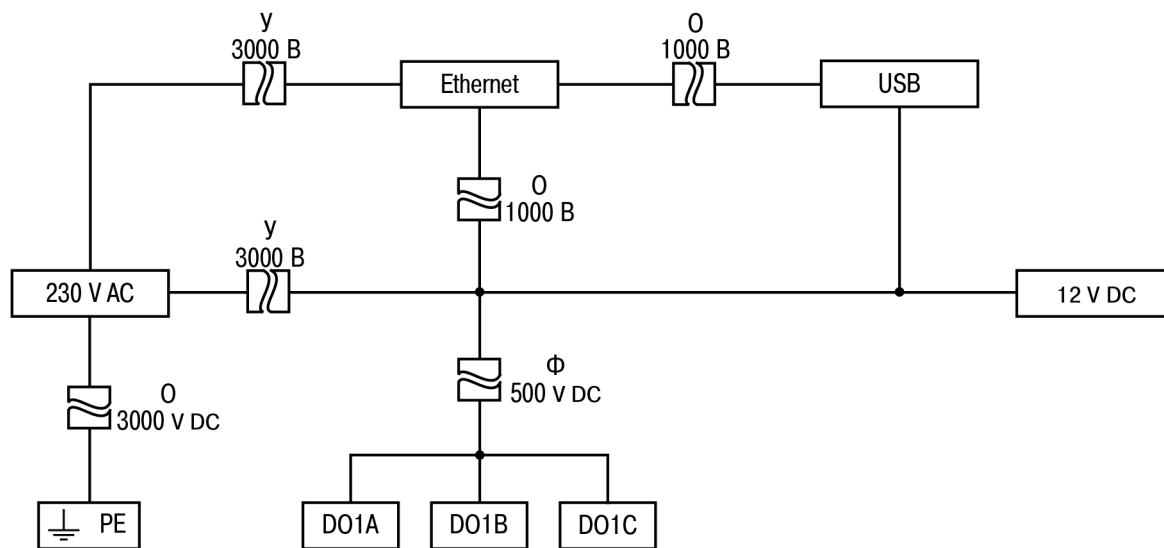 У
3000 В
О
1000 В
Ethernet
USB
О
1000 В
У
3000 В
230 V AC
12 V DC
Ф
500 V DC
О
3000 V DC
PE
DO1A
DO1B
DO1C